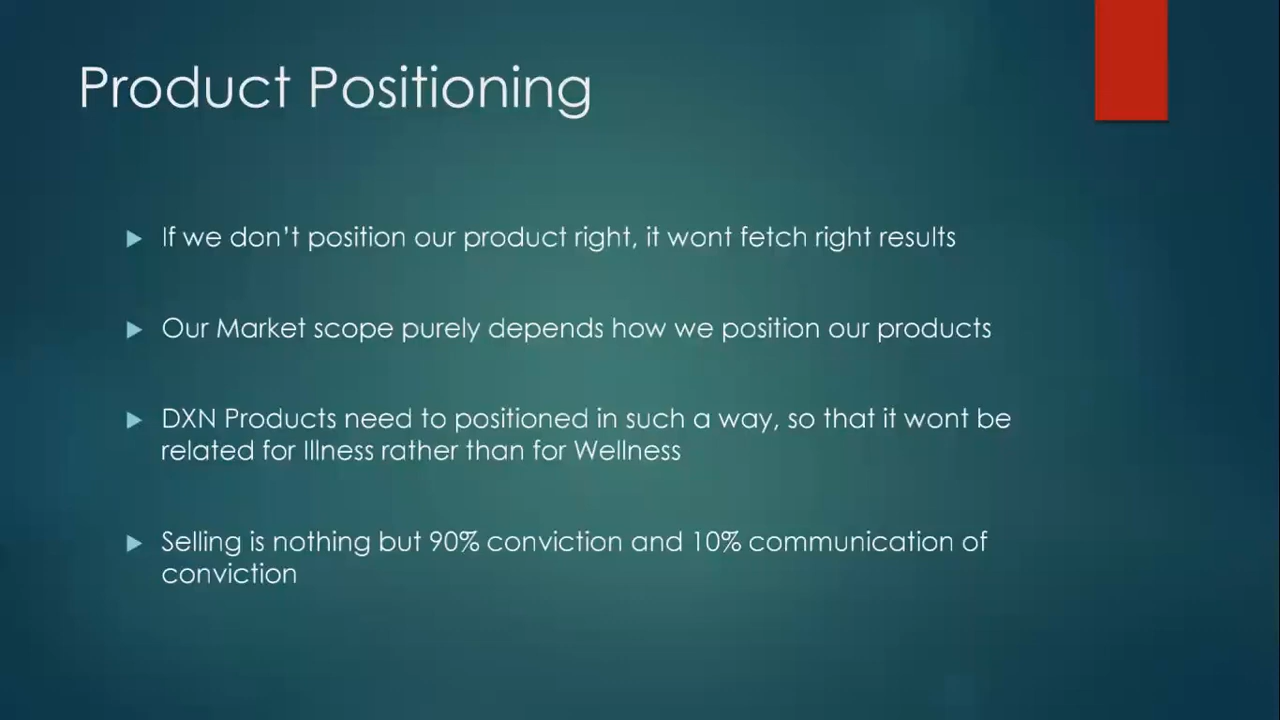 Product Positioning
If we don't position our product right, it wont fetch right results
Our Market scope purely depends how we position our products
DXN Products need to positioned in such a way, so that it wont be
related for Illness rather than for Wellness
Selling is nothing but 90% conviction and 10% communication of
conviction